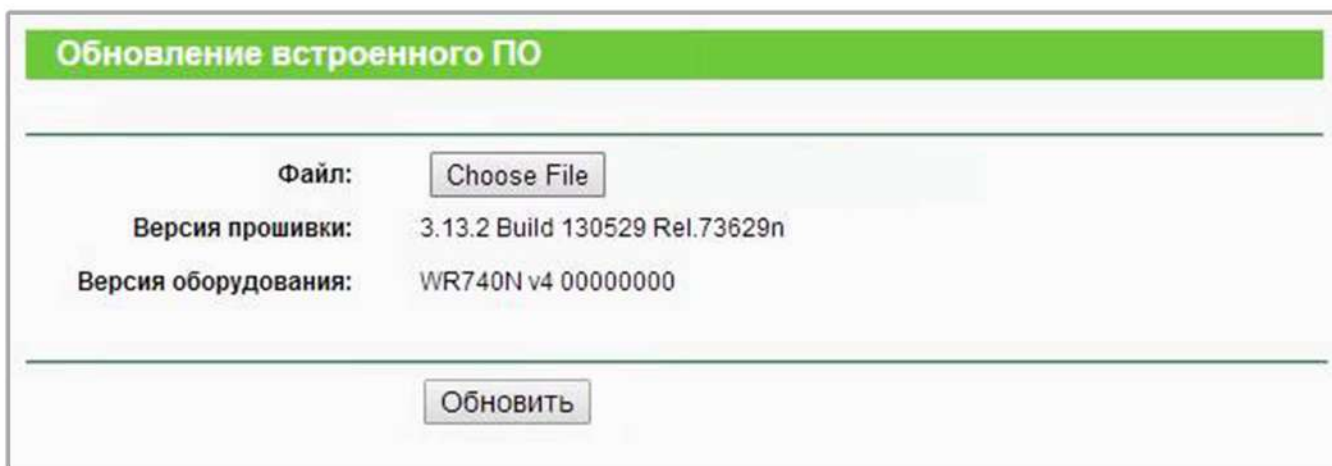 Обновление встроенного ПО
Файл: Choose File
Версия прошивки: 3.13.2 Build 130529 Rel.73629n
Версия оборудования: WR740N v4 00000000
Обновить